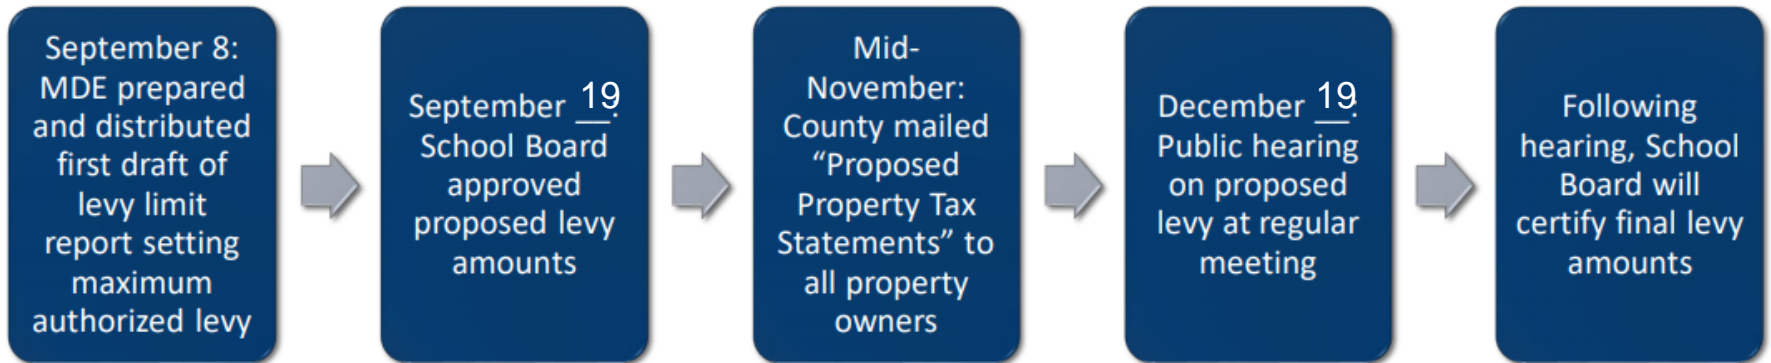 September 8:
MDE prepared
and distributed
first draft of
levy limit
report setting
maximum
authorized levy
September 19:
School Board
approved
proposed levy
amounts
Mid-
November:
County mailed
“Proposed
Property Tax
Statements” to
all property
owners
December 19:
Public hearing
on proposed
levy at regular
meeting
Following
hearing, School
Board will
certify final levy
amounts